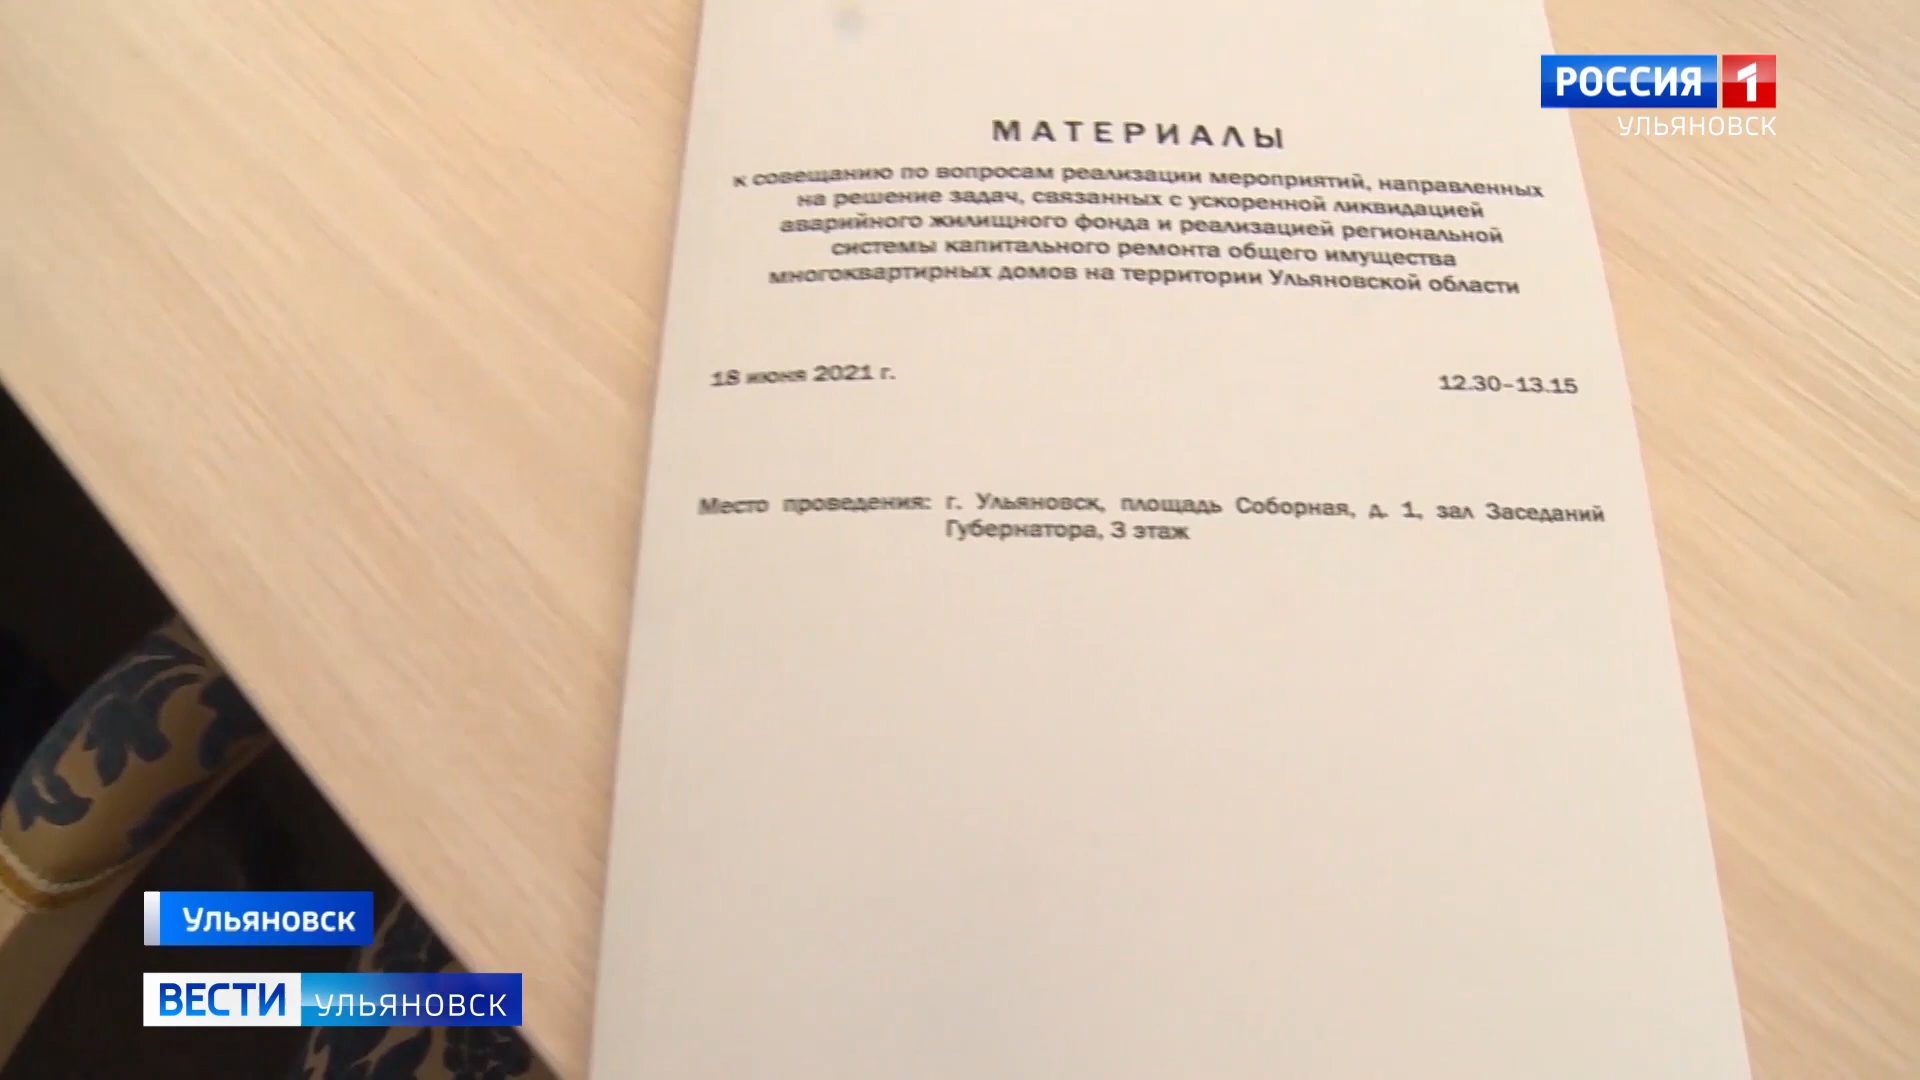 РОССИЯ 1
УЛЬЯНОВСК
МАТЕРИАЛЫ
к совещанию по вопросам реализации мероприятий, направленных
на решение задач, связанных с ускоренной ликвидацией
аварийного жилищного фонда и реализацией региональной
системы капитального ремонта общего имущества
многоквартирных домов на территории Ульяновской области
18 июня 2021 г. 12.30–13.15
Место проведения: г. Ульяновск, площадь Соборная, д. 1, зал Заседаний
Губернатора, 3 этаж
Ульяновск
ВЕСТИ УЛЬЯНОВСК